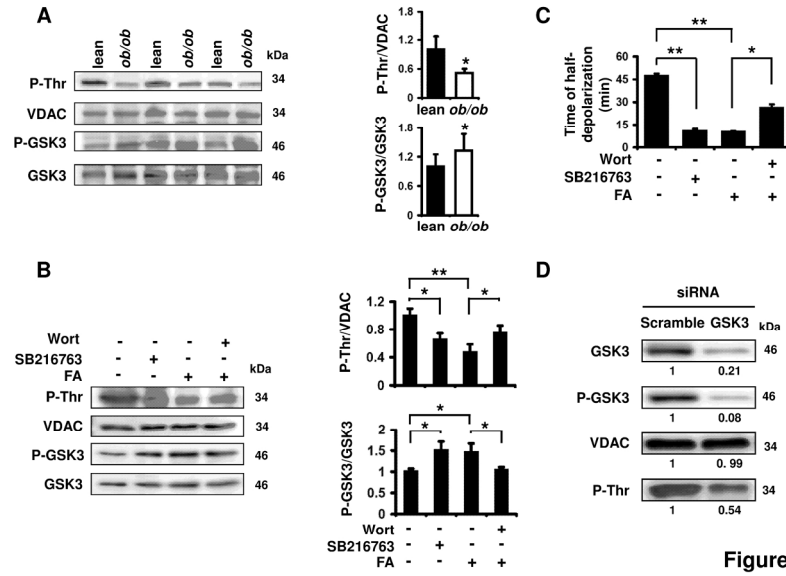 A
lean
ob/ob
lean
ob/ob
lean
ob/ob
kDa
P-Thr
34
VDAC
34
P-GSK3
46
GSK3
46
P-Thr/VDAC
1.8
1.2
0.6
0
*
lean ob/ob
P-GSK3/GSK3
1.8
1.2
0.6
0
*
lean ob/ob
C
Time of half-
depolarization
(min)
60
45
30
15
0
**
**
*
Wort - - - +
SB216763 - + - -
FA - - + +
B
Wort - - - +
SB216763 - + - -
FA - - + +
kDa
P-Thr
34
VDAC
34
P-GSK3
46
GSK3
46
P-Thr/VDAC
1.2
0.8
0.4
0
**
*
*
P-GSK3/GSK3
2
1.5
1
0.5
0
*
*
*
Wort - - - +
SB216763 - + - -
FA - - + +
D
siRNA
Scramble GSK3
kDa
GSK3
46
1 0.21
P-GSK3
46
1 0.08
VDAC
34
1 0. 99
P-Thr
34
1 0.54
Figure